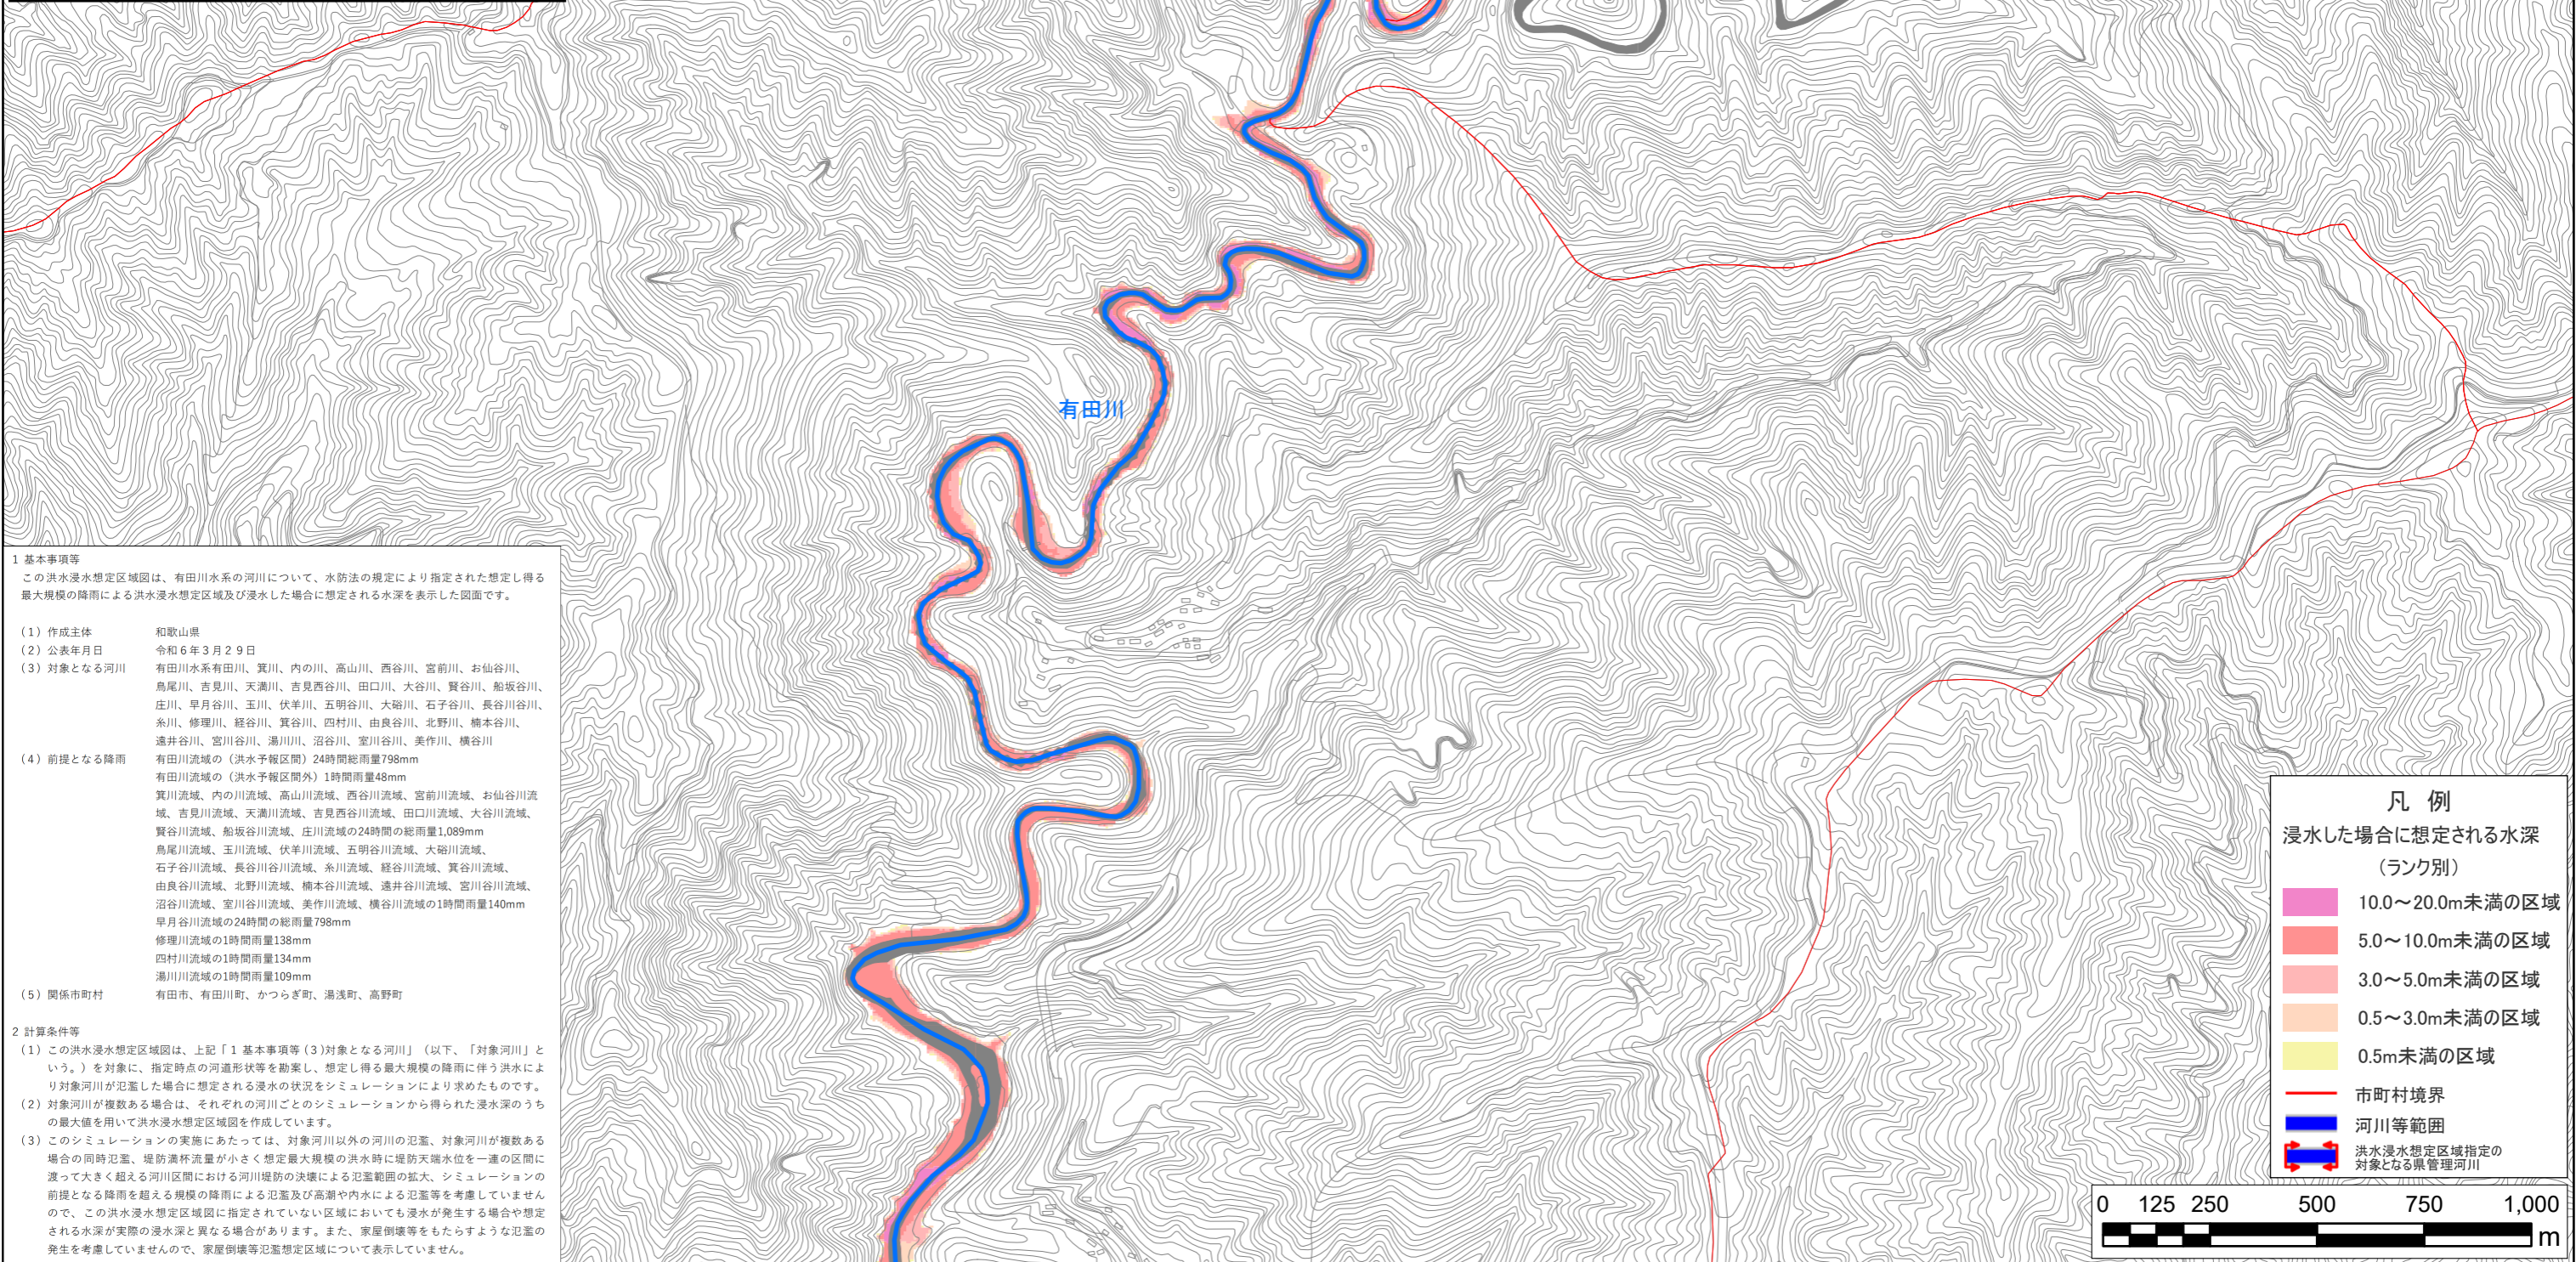 有田川
1 基本事項等
この洪水浸水想定区域図は、有田川水系の河川について、水防法の規定により指定された想定し得る
最大規模の降雨による洪水浸水想定区域及び浸水した場合に想定される水深を表示した図面です。
(1) 作成主体 和歌山県
(2) 公表年月日 令和6年3月29日
(3) 対象となる河川 有田川水系有田川、箕川、内の川、高山川、西谷川、宮前川、お仙谷川、
鳥尾川、吉見川、天満川、吉見西谷川、田口川、大谷川、賢谷川、船坂谷川、
庄川、早月谷川、玉川、伏羊川、五明谷川、大硲川、石子谷川、長谷川谷川、
糸川、修理川、経谷川、箕谷川、四村川、由良谷川、北野川、楠本谷川、
遠井谷川、宮川谷川、湯川川、沼谷川、室川谷川、美作川、横谷川
(4) 前提となる降雨 有田川流域の(洪水予報区間)24時間総雨量798mm
有田川流域の(洪水予報区間外)1時間雨量48mm
箕川流域、内の川流域、高山川流域、西谷川流域、宮前川流域、お仙谷川流
域、吉見川流域、天満川流域、吉見西谷川流域、田口川流域、大谷川流域、
賢谷川流域、船坂谷川流域、庄川流域の24時間の総雨量1,089mm
鳥尾川流域、玉川流域、伏羊川流域、五明谷川流域、大硲川流域、
石子谷川流域、長谷川谷川流域、糸川流域、経谷川流域、箕谷川流域、
由良谷川流域、北野川流域、楠本谷川流域、遠井谷川流域、宮川谷川流域、
沼谷川流域、室川谷川流域、美作川流域、横谷川流域の1時間雨量140mm
早月谷川流域の24時間の総雨量798mm
修理川流域の1時間雨量138mm
四村川流域の1時間雨量134mm
湯川川流域の1時間雨量109mm
(5) 関係市町村 有田市、有田川町、かつらぎ町、湯浅町、高野町
2 計算条件等
(1) この洪水浸水想定区域図は、上記「1 基本事項等(3)対象となる河川」(以下、「対象河川」と
いう。)を対象に、指定時点の河道形状等を勘案し、想定し得る最大規模の降雨に伴う洪水によ
り対象河川が氾濫した場合に想定される浸水の状況をシミュレーションにより求めたものです。
(2) 対象河川が複数ある場合は、それぞれの河川ごとのシミュレーションから得られた浸水深のうち
の最大値を用いて洪水浸水想定区域図を作成しています。
(3) このシミュレーションの実施にあたっては、対象河川以外の河川の氾濫、対象河川が複数ある
場合の同時氾濫、堤防満杯流量が小さく想定最大規模の洪水時に堤防天端水位を一連の区間に
渡って大きく超える河川区間における河川堤防の決壊による氾濫範囲の拡大、シミュレーションの
前提となる降雨を超える規模の降雨による氾濫及び高潮や内水による氾濫等を考慮していません
ので、この洪水浸水想定区域図に指定されていない区域においても浸水が発生する場合や想定
される水深が実際の浸水深と異なる場合があります。また、家屋倒壊等をもたらすような氾濫の
発生を考慮していませんので、家屋倒壊等氾濫想定区域について表示していません。
凡 例
浸水した場合に想定される水深
(ランク別)
10.0～20.0m未満の区域
5.0～10.0m未満の区域
3.0～5.0m未満の区域
0.5～3.0m未満の区域
0.5m未満の区域
市町村境界
河川等範囲
洪水浸水想定区域指定の
対象となる県管理河川
0 125 250 500 750 1,000
m